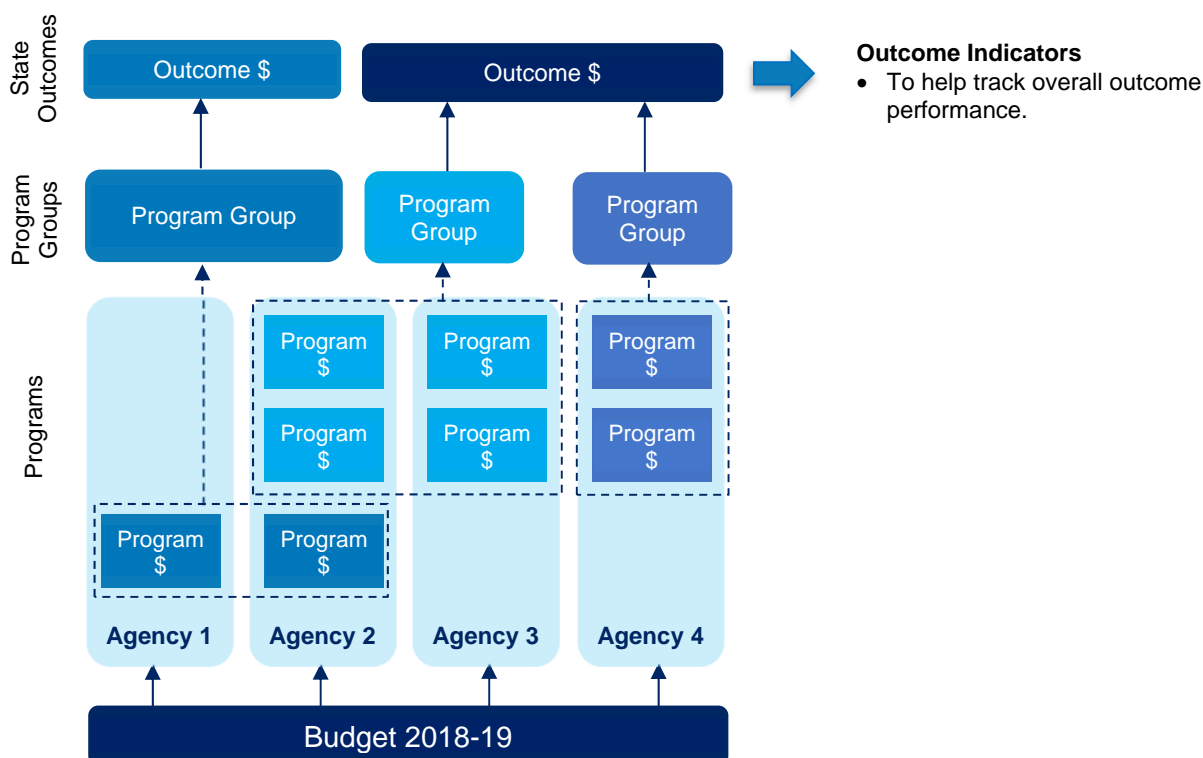 State
Outcomes
Outcome $
Outcome $
Outcome Indicators
• To help track overall outcome
performance.
Program
Groups
Program Group
Program
Group
Program
Group
Programs
Program
$
Program
$
Program
$
Program
$
Program
$
Program
$
Program
$
Program
$
Agency 1
Agency 2
Agency 3
Agency 4
Budget 2018-19